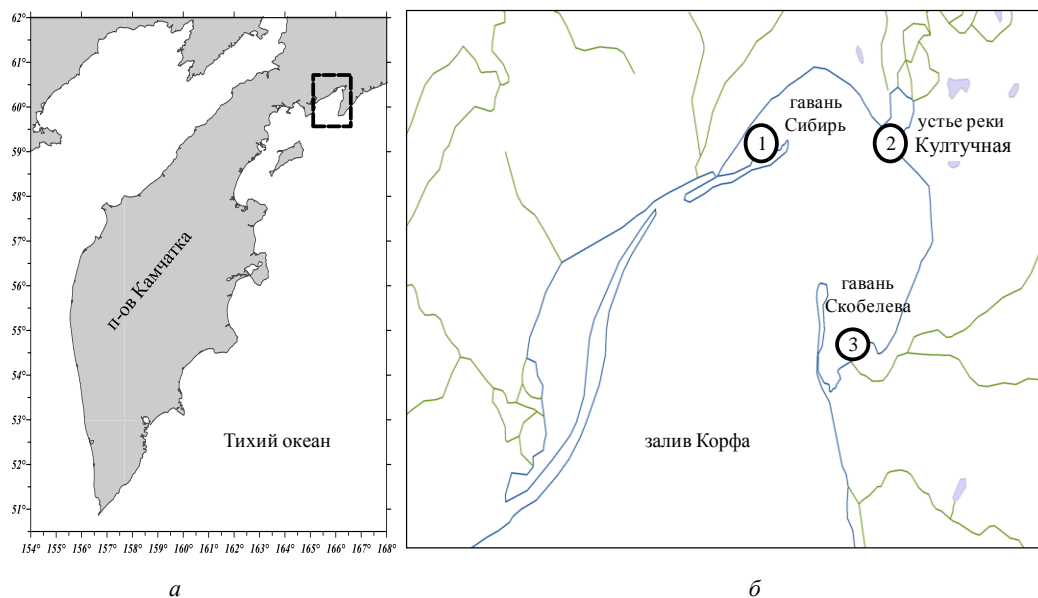 62°
61°
60°
59°
58°
57°
56°
55°
54°
53°
52°
51°
п-ов Камчатка
Тихий океан
154° 156° 157° 158° 159° 160° 161° 162° 163° 164° 165° 166° 167° 168°
гавань
Сибирь
1
устье реки
Култучная
2
гавань
Скобелева
3
залив Корфа
а
б